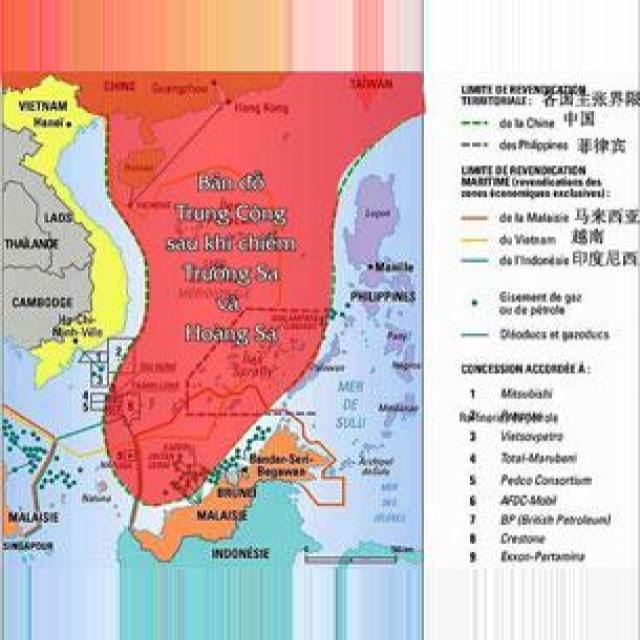 CHINE
Guangzhou
TAÏWAN
VIETNAM
Hanoï
Hong Kong
Bản đồ
Trung Cộng
sau khi chiếm
Trường Sa
và
Hoàng Sa
LAOS
THAÏLANDE
CAMBODGE
Ho-Chi-
Minh-Ville
Luçon
Manille
PHILIPPINES
MER
DE
SULU
Bandar-Seri-
Begawan
BRUNEI
MALAISIE
MALAISIE
SINGAPOUR
INDONÉSIE
Natuna
LIMITE DE REVENDICATION
TERRITORIALE : 各国主张界限
de la Chine 中国
des Philippines 菲律宾
LIMITE DE REVENDICATION
MARITIME (revendications des
zones économiques exclusives) :
de la Malaisie 马来西亚
du Vietnam 越南
de l'Indonésie 印度尼西
Gisement de gaz
ou de pétrole
Oléoducs et gazoducs
CONCESSION ACCORDÉE À :
1 Mitsubishi
2
3 Vietsovpetro
4 Total-Marubeni
5 Pedco Consortium
6 AFOC-Mobil
7 BP (British Petroleum)
8 Crestone
9 Exxon-Pertamina